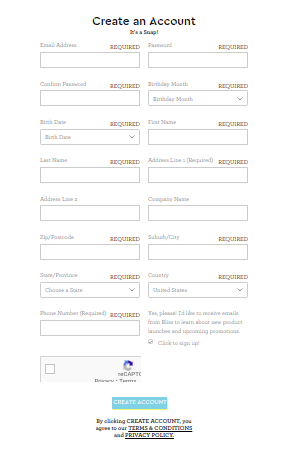 Create an Account
It's a Snap!
Email Address REQUIRED
Password REQUIRED
Confirm Password REQUIRED
Birthday Month REQUIRED
Birthday Month
Birth Date REQUIRED
Birth Date
First Name REQUIRED
Last Name REQUIRED
Address Line 1 (Required) REQUIRED
Address Line 2
Company Name
Zip/Postcode REQUIRED
Suburb/City REQUIRED
State/Province REQUIRED
Choose a State
Country REQUIRED
United States
Phone Number (Required) REQUIRED
Yes, please! I'd like to receive emails
from Bliss to learn about new product
launches and upcoming promotions.
Click to sign up!
reCAPTC
Privacy - Terms
CREATE ACCOUNT
By clicking CREATE ACCOUNT, you
agree to our TERMS & CONDITIONS
and PRIVACY POLICY.